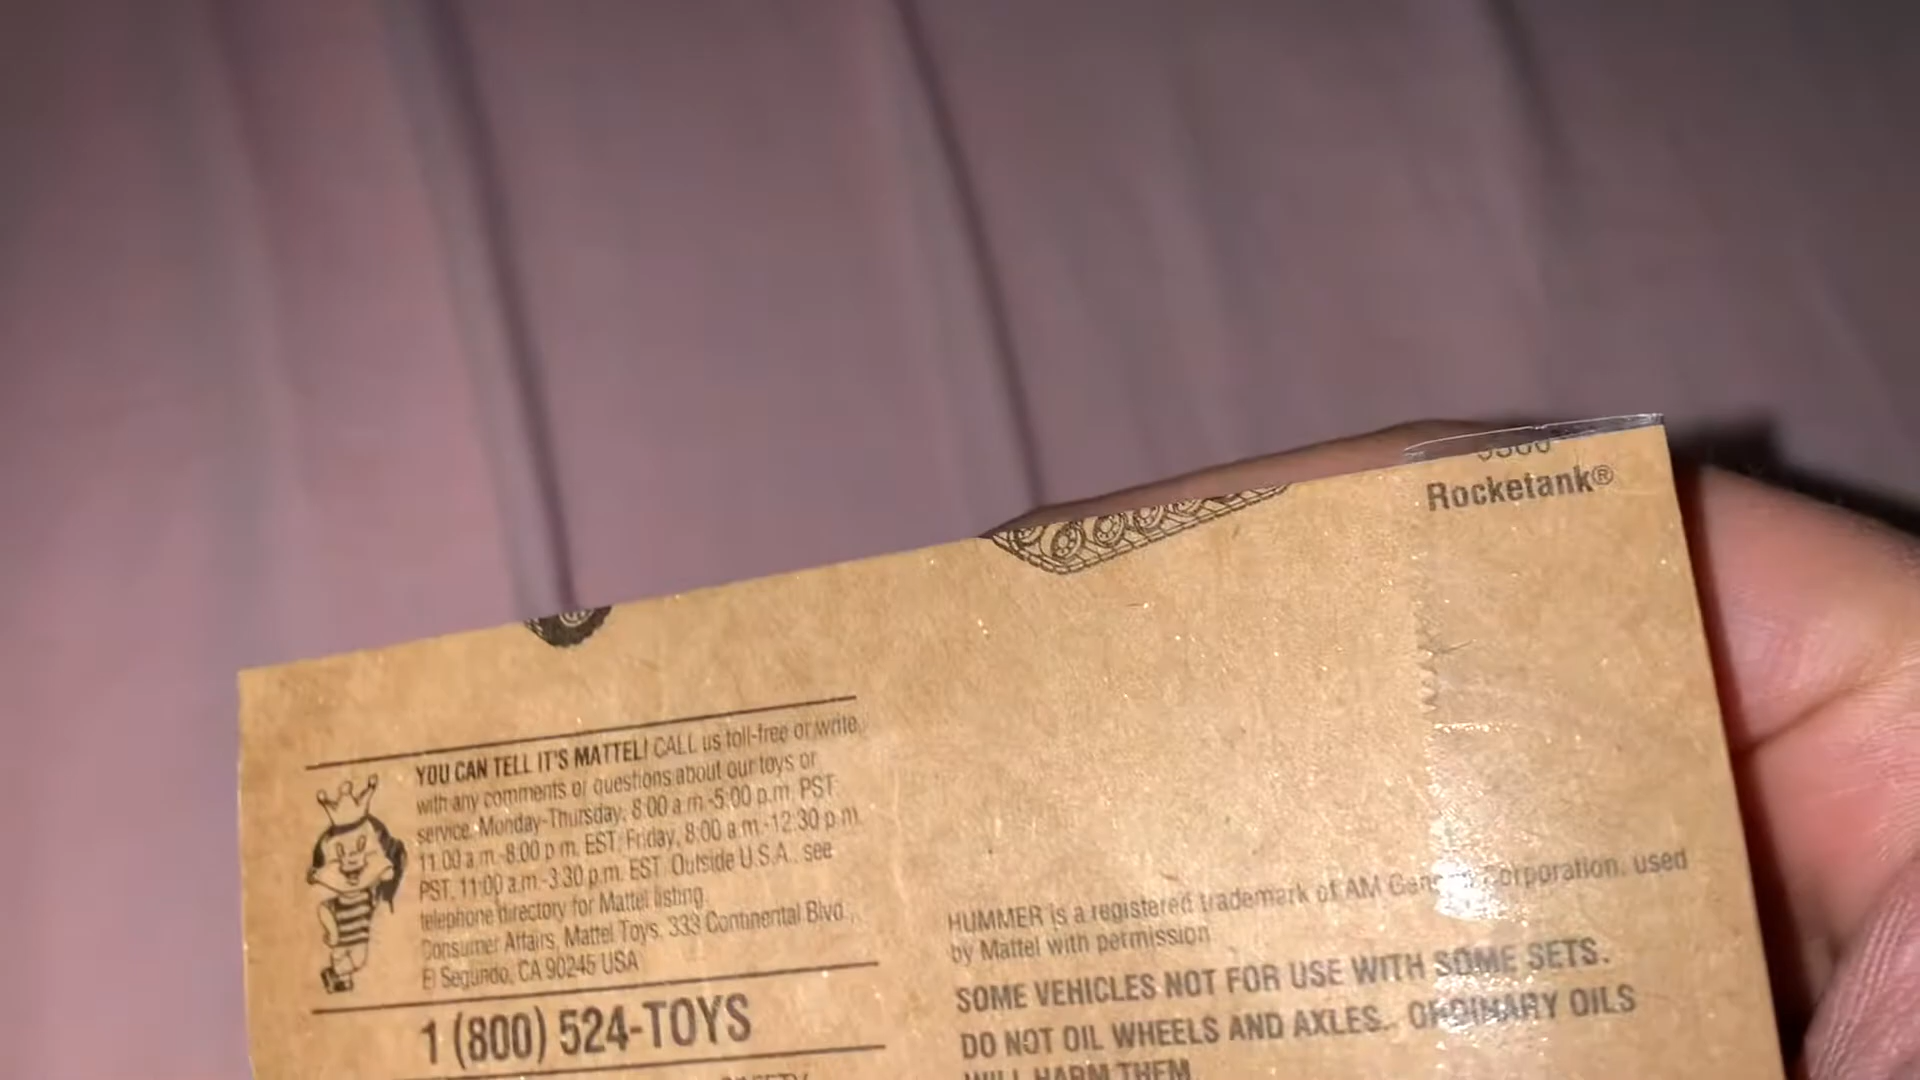 Rocketank®
YOU CAN TELL IT'S MATTEL! CALL us toll-free or write
with any comments or questions about our toys or
service. Monday-Thursday, 8:00 a.m.-5:00 p.m. PST,
11:00 a.m.-8:00 p.m. EST; Friday, 8:00 a.m.-12:30 p.m.
PST, 11:00 a.m.-3:30 p.m. EST. Outside U.S.A., see
telephone directory for Mattel listing.
Consumer Affairs, Mattel Toys, 333 Continental Blvd.,
El Segundo, CA 90245 USA
1 (800) 524-TOYS
HUMMER is a registered trademark of AM Corporation, used
by Mattel with permission
SOME VEHICLES NOT FOR USE WITH SOME SETS.
DO NOT OIL WHEELS AND AXLES. ORDINARY OILS
WILL HARM THEM.